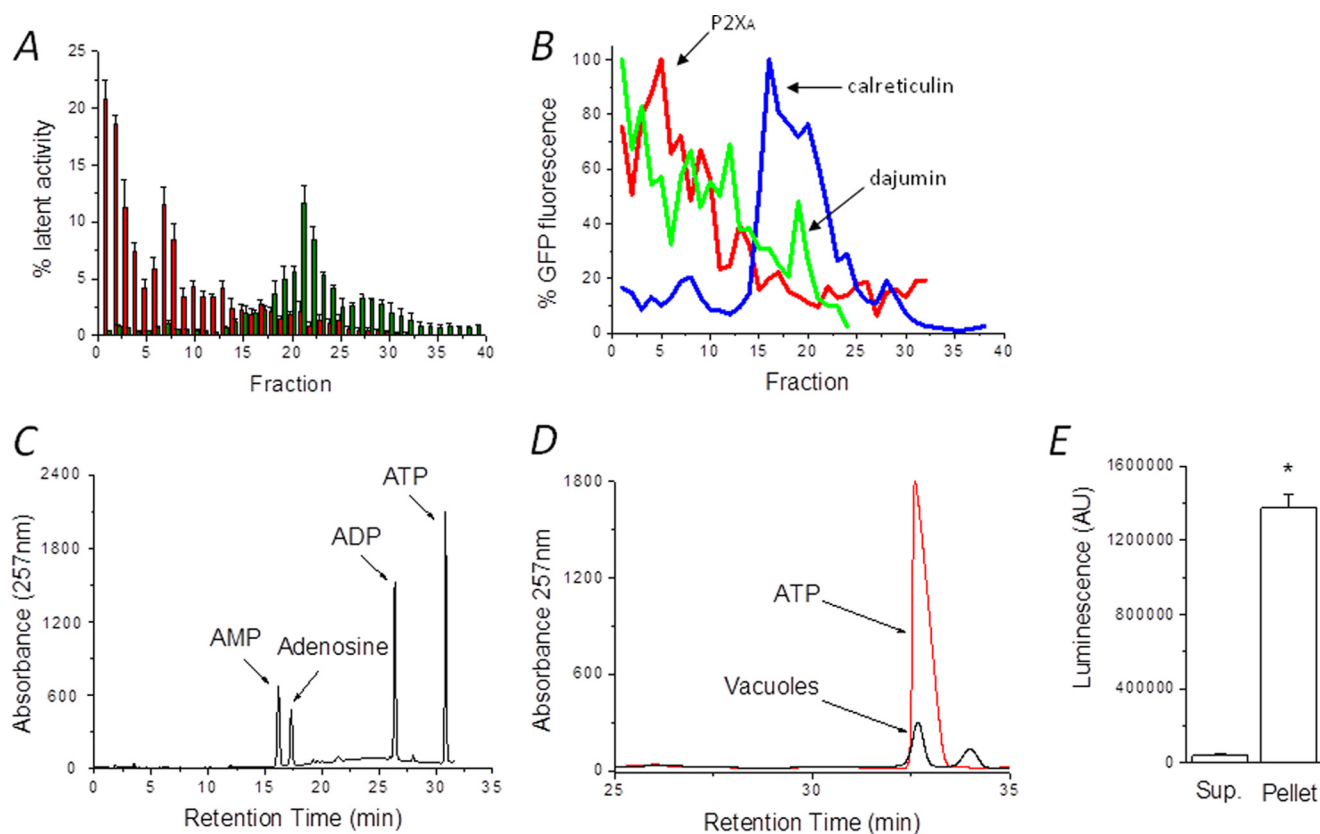 A
% latent activity
25
20
15
10
5
0
0 5 10 15 20 25 30 35 40
Fraction
B
P2XA
calreticulin
dajumin
% GFP fluorescence
100
80
60
40
20
0
0 5 10 15 20 25 30 35 40
Fraction
C
Absorbance (257nm)
2400
1800
1200
600
0
AMP
Adenosine
ADP
ATP
0 5 10 15 20 25 30 35
Retention Time (min)
D
Absorbance 257nm
1800
1500
1200
900
600
300
0
ATP
Vacuoles
25 30 35
Retention Time (min)
E
Luminescence (AU)
1600000
1200000
800000
400000
0
*
Sup. Pellet